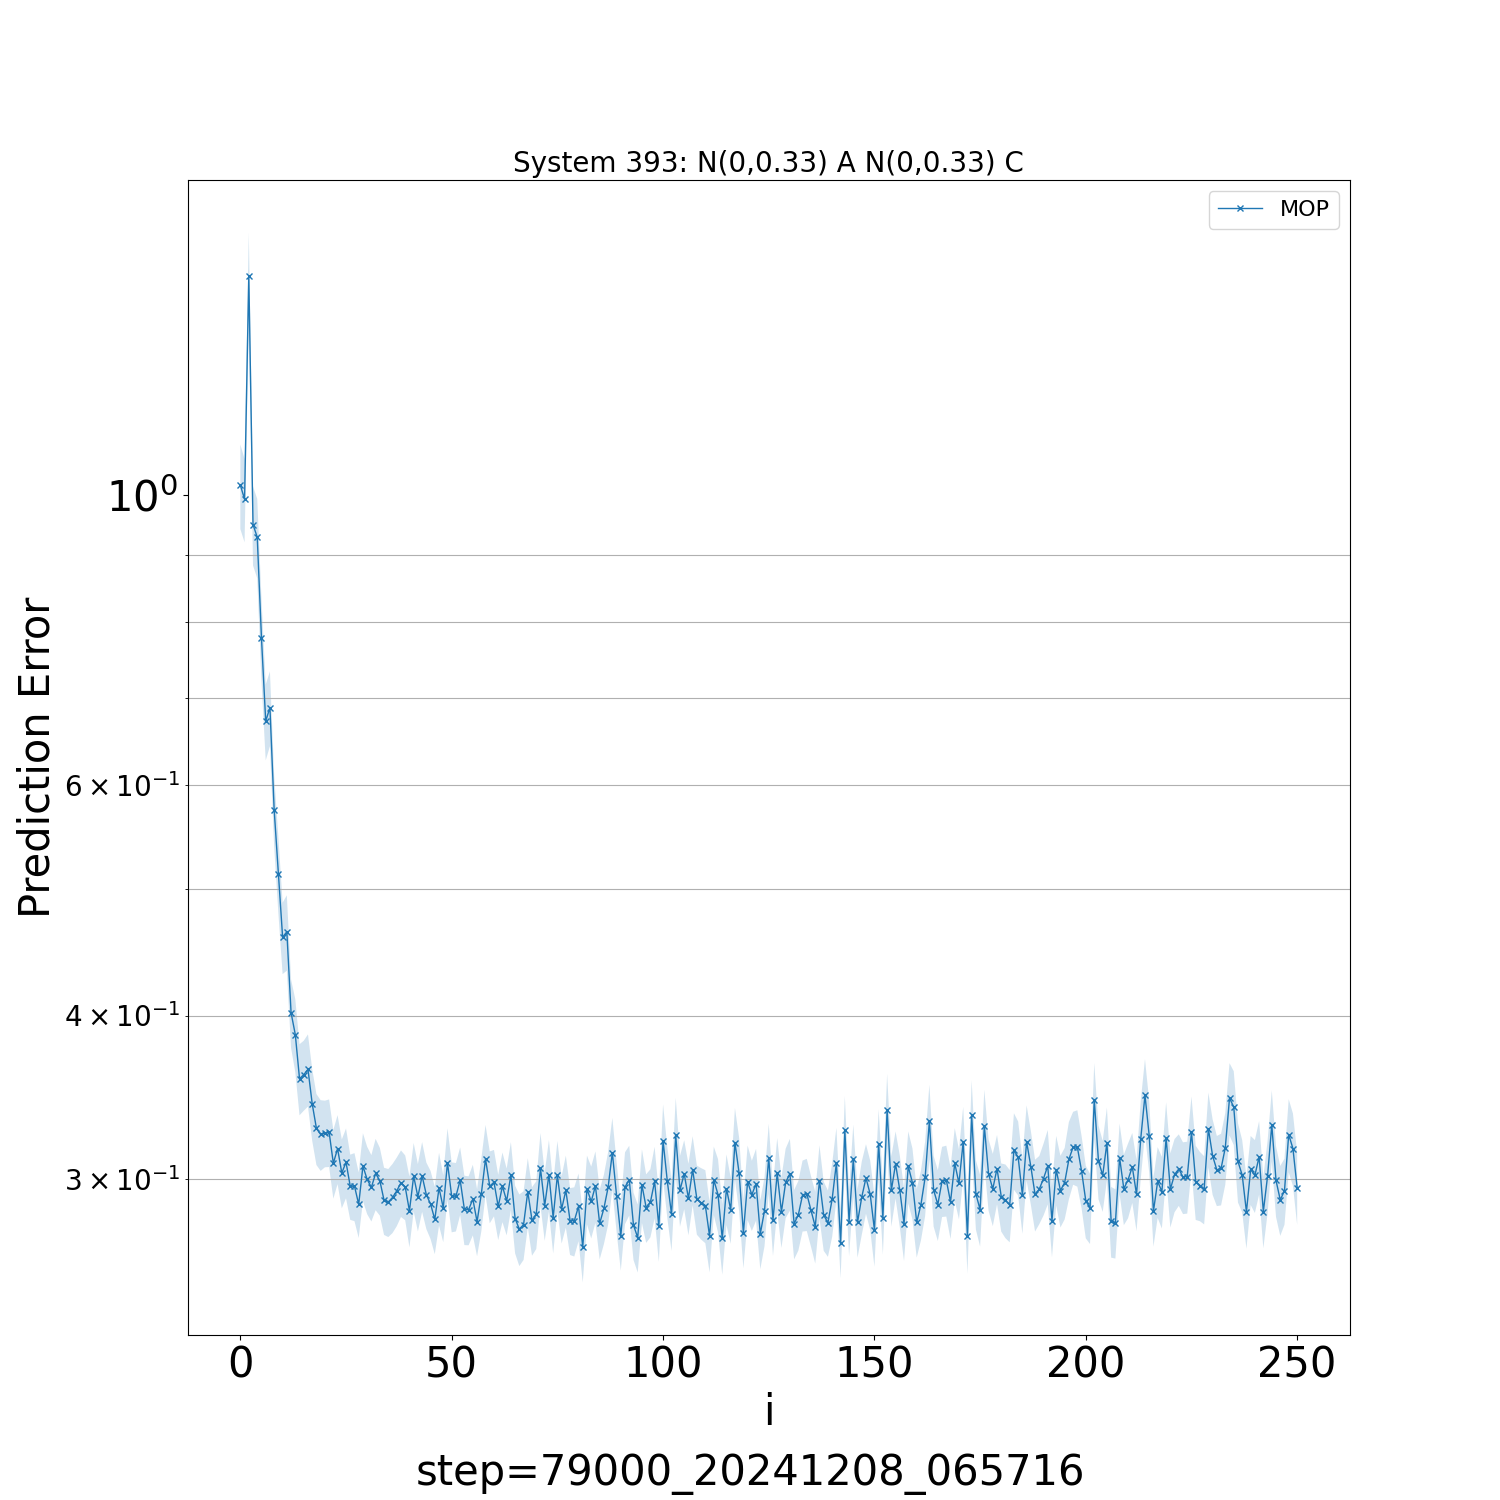 System 393: N(0,0.33) A N(0,0.33) C
MOP
10⁰
6 × 10⁻¹
4 × 10⁻¹
3 × 10⁻¹
Prediction Error
0 50 100 150 200 250
i
step=79000_20241208_065716